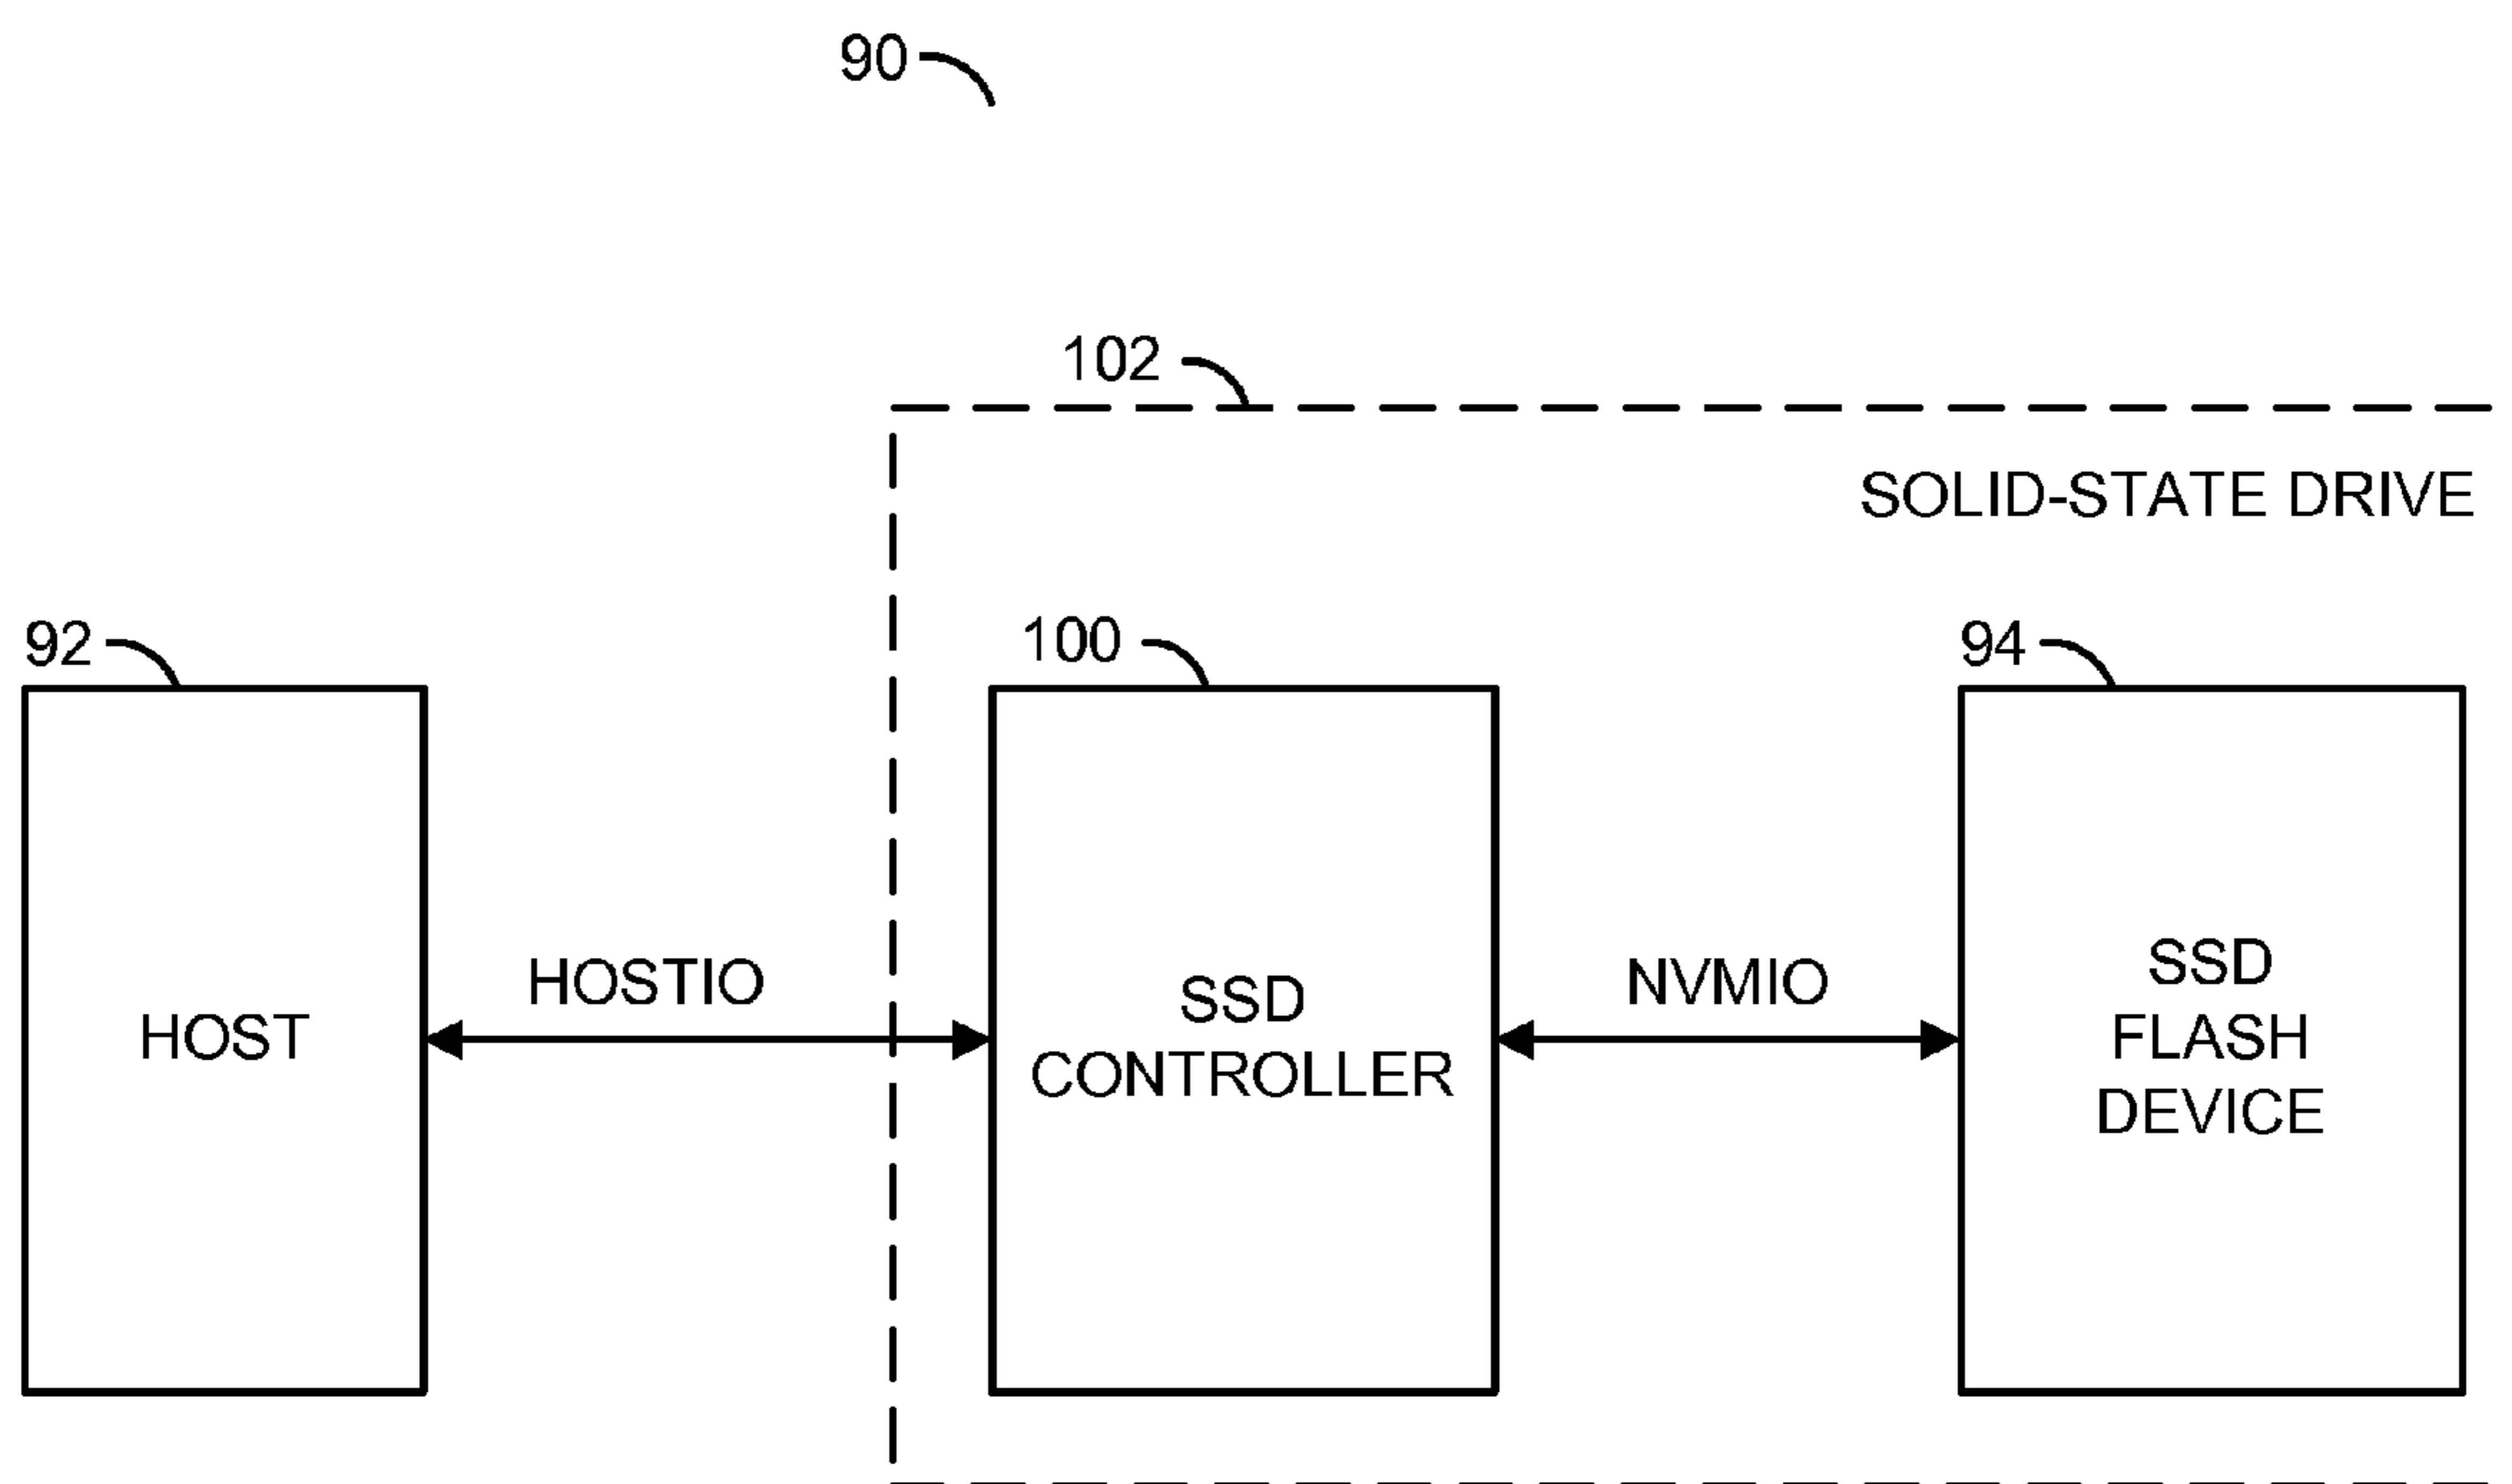 90
102
SOLID-STATE DRIVE
92
100
94
HOSTIO
NVMIO
HOST
SSD
CONTROLLER
SSD
FLASH
DEVICE